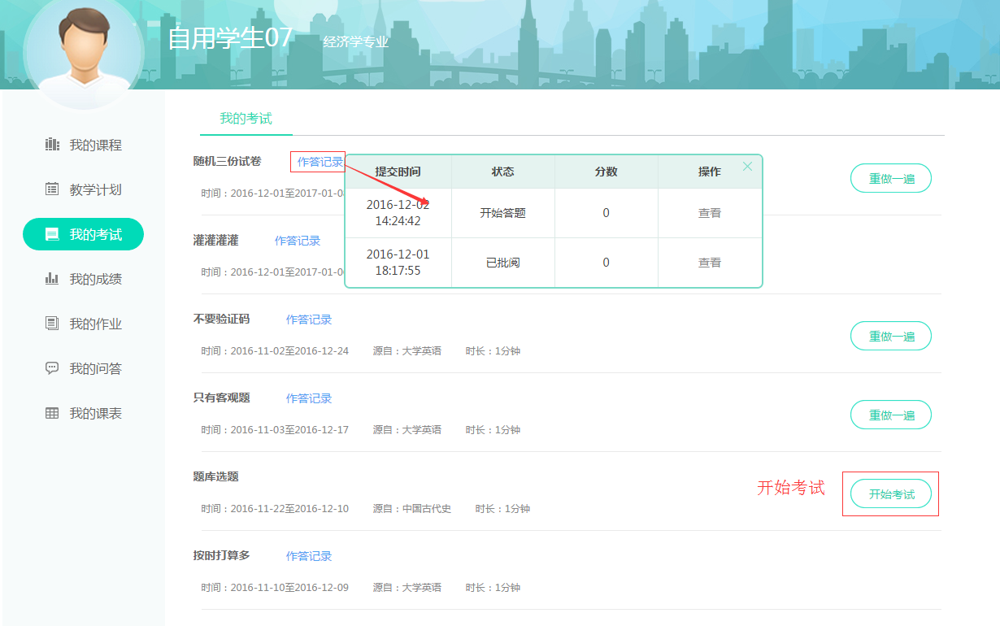 自用学生07 经济学专业
我的课程
教学计划
我的考试
我的成绩
我的作业
我的问答
我的课表
我的考试
随机三份试卷 作答记录
时间：2016-12-01至2017-01-0
重做一遍
提交时间 状态 分数 操作
2016-12-02
14:24:42
开始答题 0 查看
2016-12-01
18:17:55
已批阅 0 查看
灌灌灌灌 作答记录
时间：2016-12-01至2017-01-0
不要验证码 作答记录
时间：2016-11-02至2016-12-24 源自：大学英语 时长：1分钟
重做一遍
只有客观题 作答记录
时间：2016-11-03至2016-12-17 源自：大学英语 时长：1分钟
重做一遍
题库选题
时间：2016-11-22至2016-12-10 源自：中国古代史 时长：1分钟
开始考试 开始考试
按时打算多 作答记录
时间：2016-11-10至2016-12-09 源自：大学英语 时长：1分钟